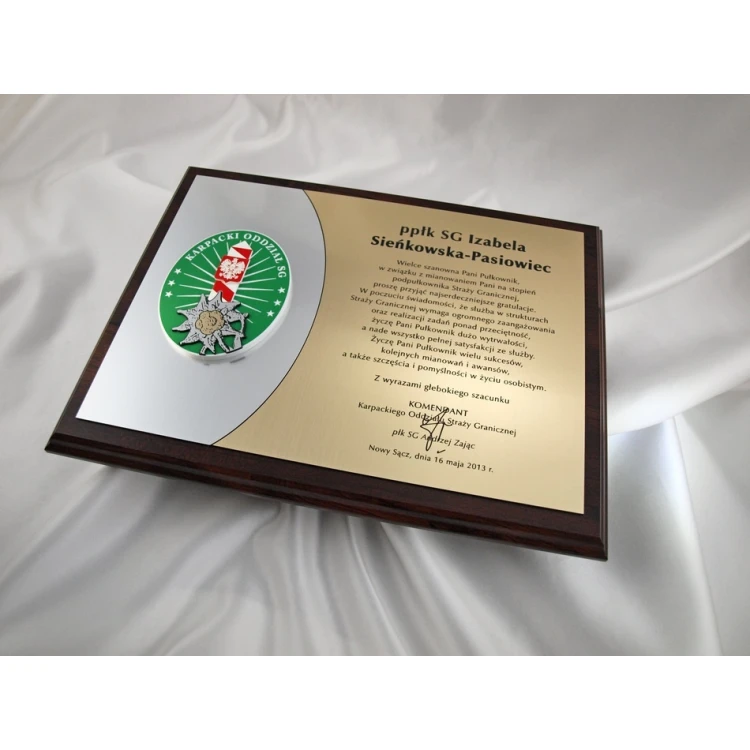 KARPACKI ODDZIAŁ SG
ppłk SG Izabela
Sieńkowska-Pasiowiec
Wielce szanowna Pani Pułkownik,
w związku z mianowaniem Pani na stopień
podpułkownika Straży Granicznej,
proszę przyjąć najserdeczniejsze gratulacje.
W poczuciu świadomości, że służba w strukturach
Straży Granicznej wymaga ogromnego zaangażowania
oraz realizacji zadań ponad przeciętność,
życzę Pani Pułkownik dużo wytrwałości,
a nade wszystko pełnej satysfakcji ze służby.
Życzę Pani Pułkownik wielu sukcesów,
kolejnych mianowań i awansów,
a także szczęścia i pomyślności w życiu osobistym.
Z wyrazami głebokiego szacunku
KOMENDANT
Karpackiego Oddziału Straży Granicznej
płk SG Andrzej Zając
Nowy Sącz, dnia 16 maja 2013 r.